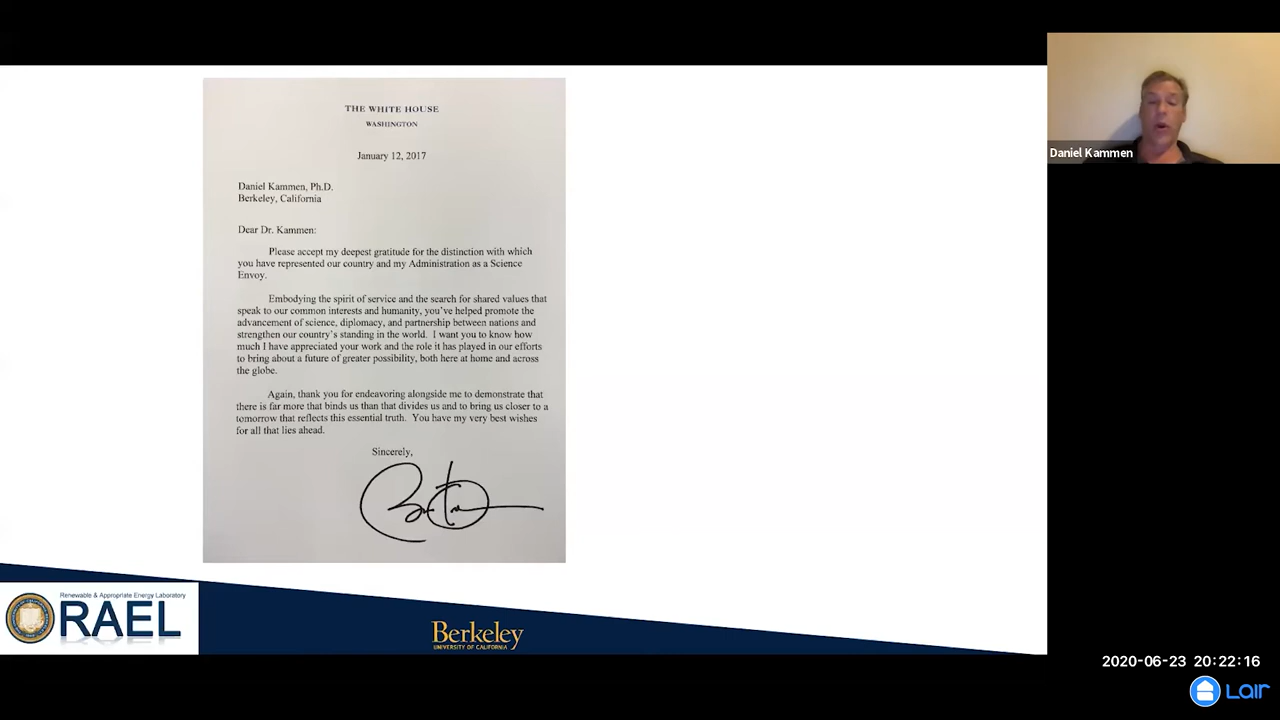 THE WHITE HOUSE
WASHINGTON
January 12, 2017
Daniel Kammen, Ph.D.
Berkeley, California
Dear Dr. Kammen:
Please accept my deepest gratitude for the distinction with which
you have represented our country and my Administration as a Science
Envoy.
Embodying the spirit of service and the search for shared values that
speak to our common interests and humanity, you've helped promote the
advancement of science, diplomacy, and partnership between nations and
strengthen our country's standing in the world. I want you to know how
much I have appreciated your work and the role it has played in our efforts
to bring about a future of greater possibility, both here at home and across
the globe.
Again, thank you for endeavoring alongside me to demonstrate that
there is far more that binds us than that divides us and to bring us closer to a
tomorrow that reflects this essential truth. You have my very best wishes
for all that lies ahead.
Sincerely,
Daniel Kammen
Renewable & Appropriate Energy Laboratory
RAEL
Berkeley
UNIVERSITY OF CALIFORNIA
2020-06-23 20:22:16
Lair